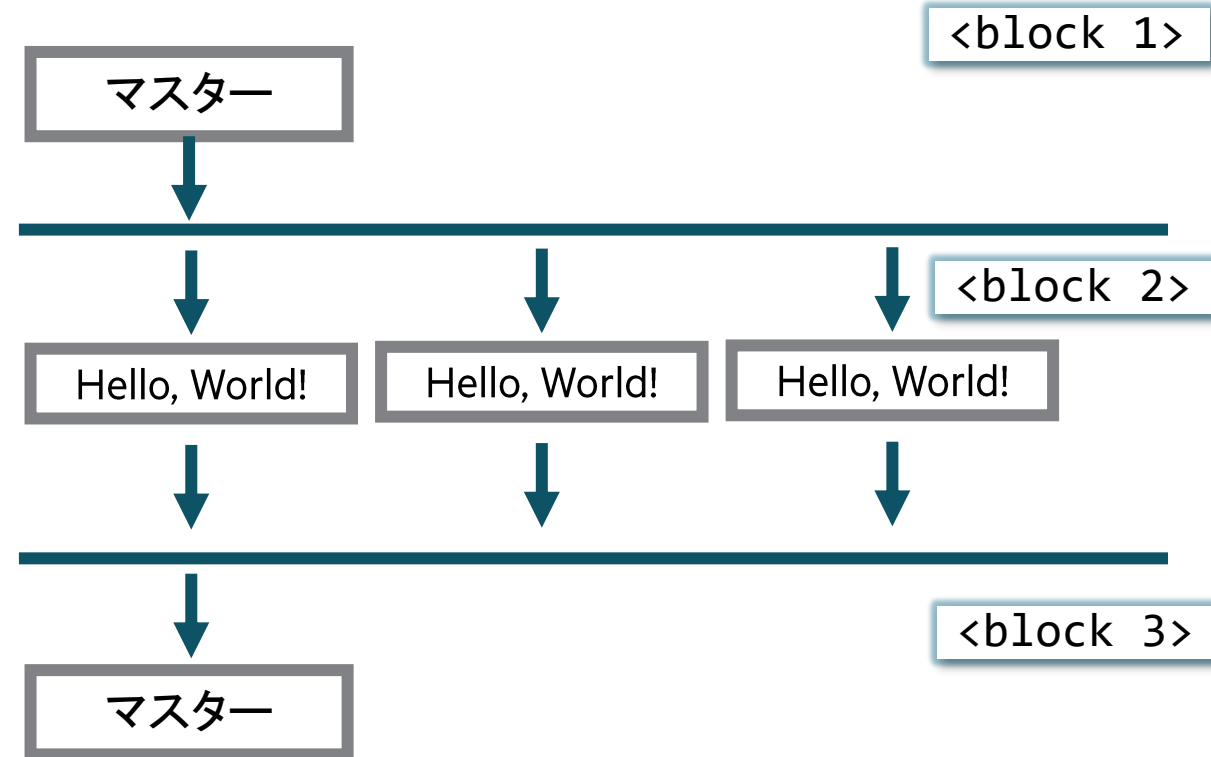 <block 1>
マスター
<block 2>
Hello, World!
Hello, World!
Hello, World!
<block 3>
マスター